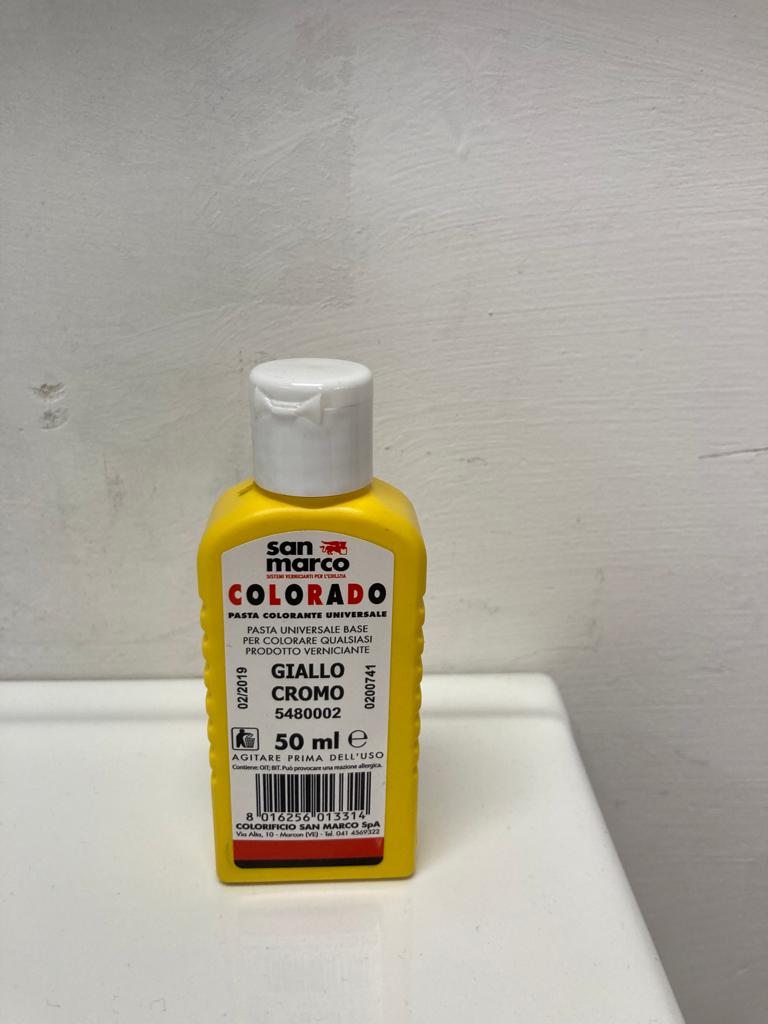 san
marco
SISTEMI VERNICIANTI PER L'EDILIZIA
COLORADO
PASTA COLORANTE UNIVERSALE
PASTA UNIVERSALE BASE
PER COLORARE QUALSIASI
PRODOTTO VERNICIANTE
GIALLO
CROMO
5480002
02/2019
0200741
50 ml ℮
AGITARE PRIMA DELL'USO
Contiene: OIT; BIT. Può provocare una reazione allergica.
8 016256 013314
COLORIFICIO SAN MARCO SpA
Via Alta, 10 - Marcon (VE) - Tel. 041 4569322